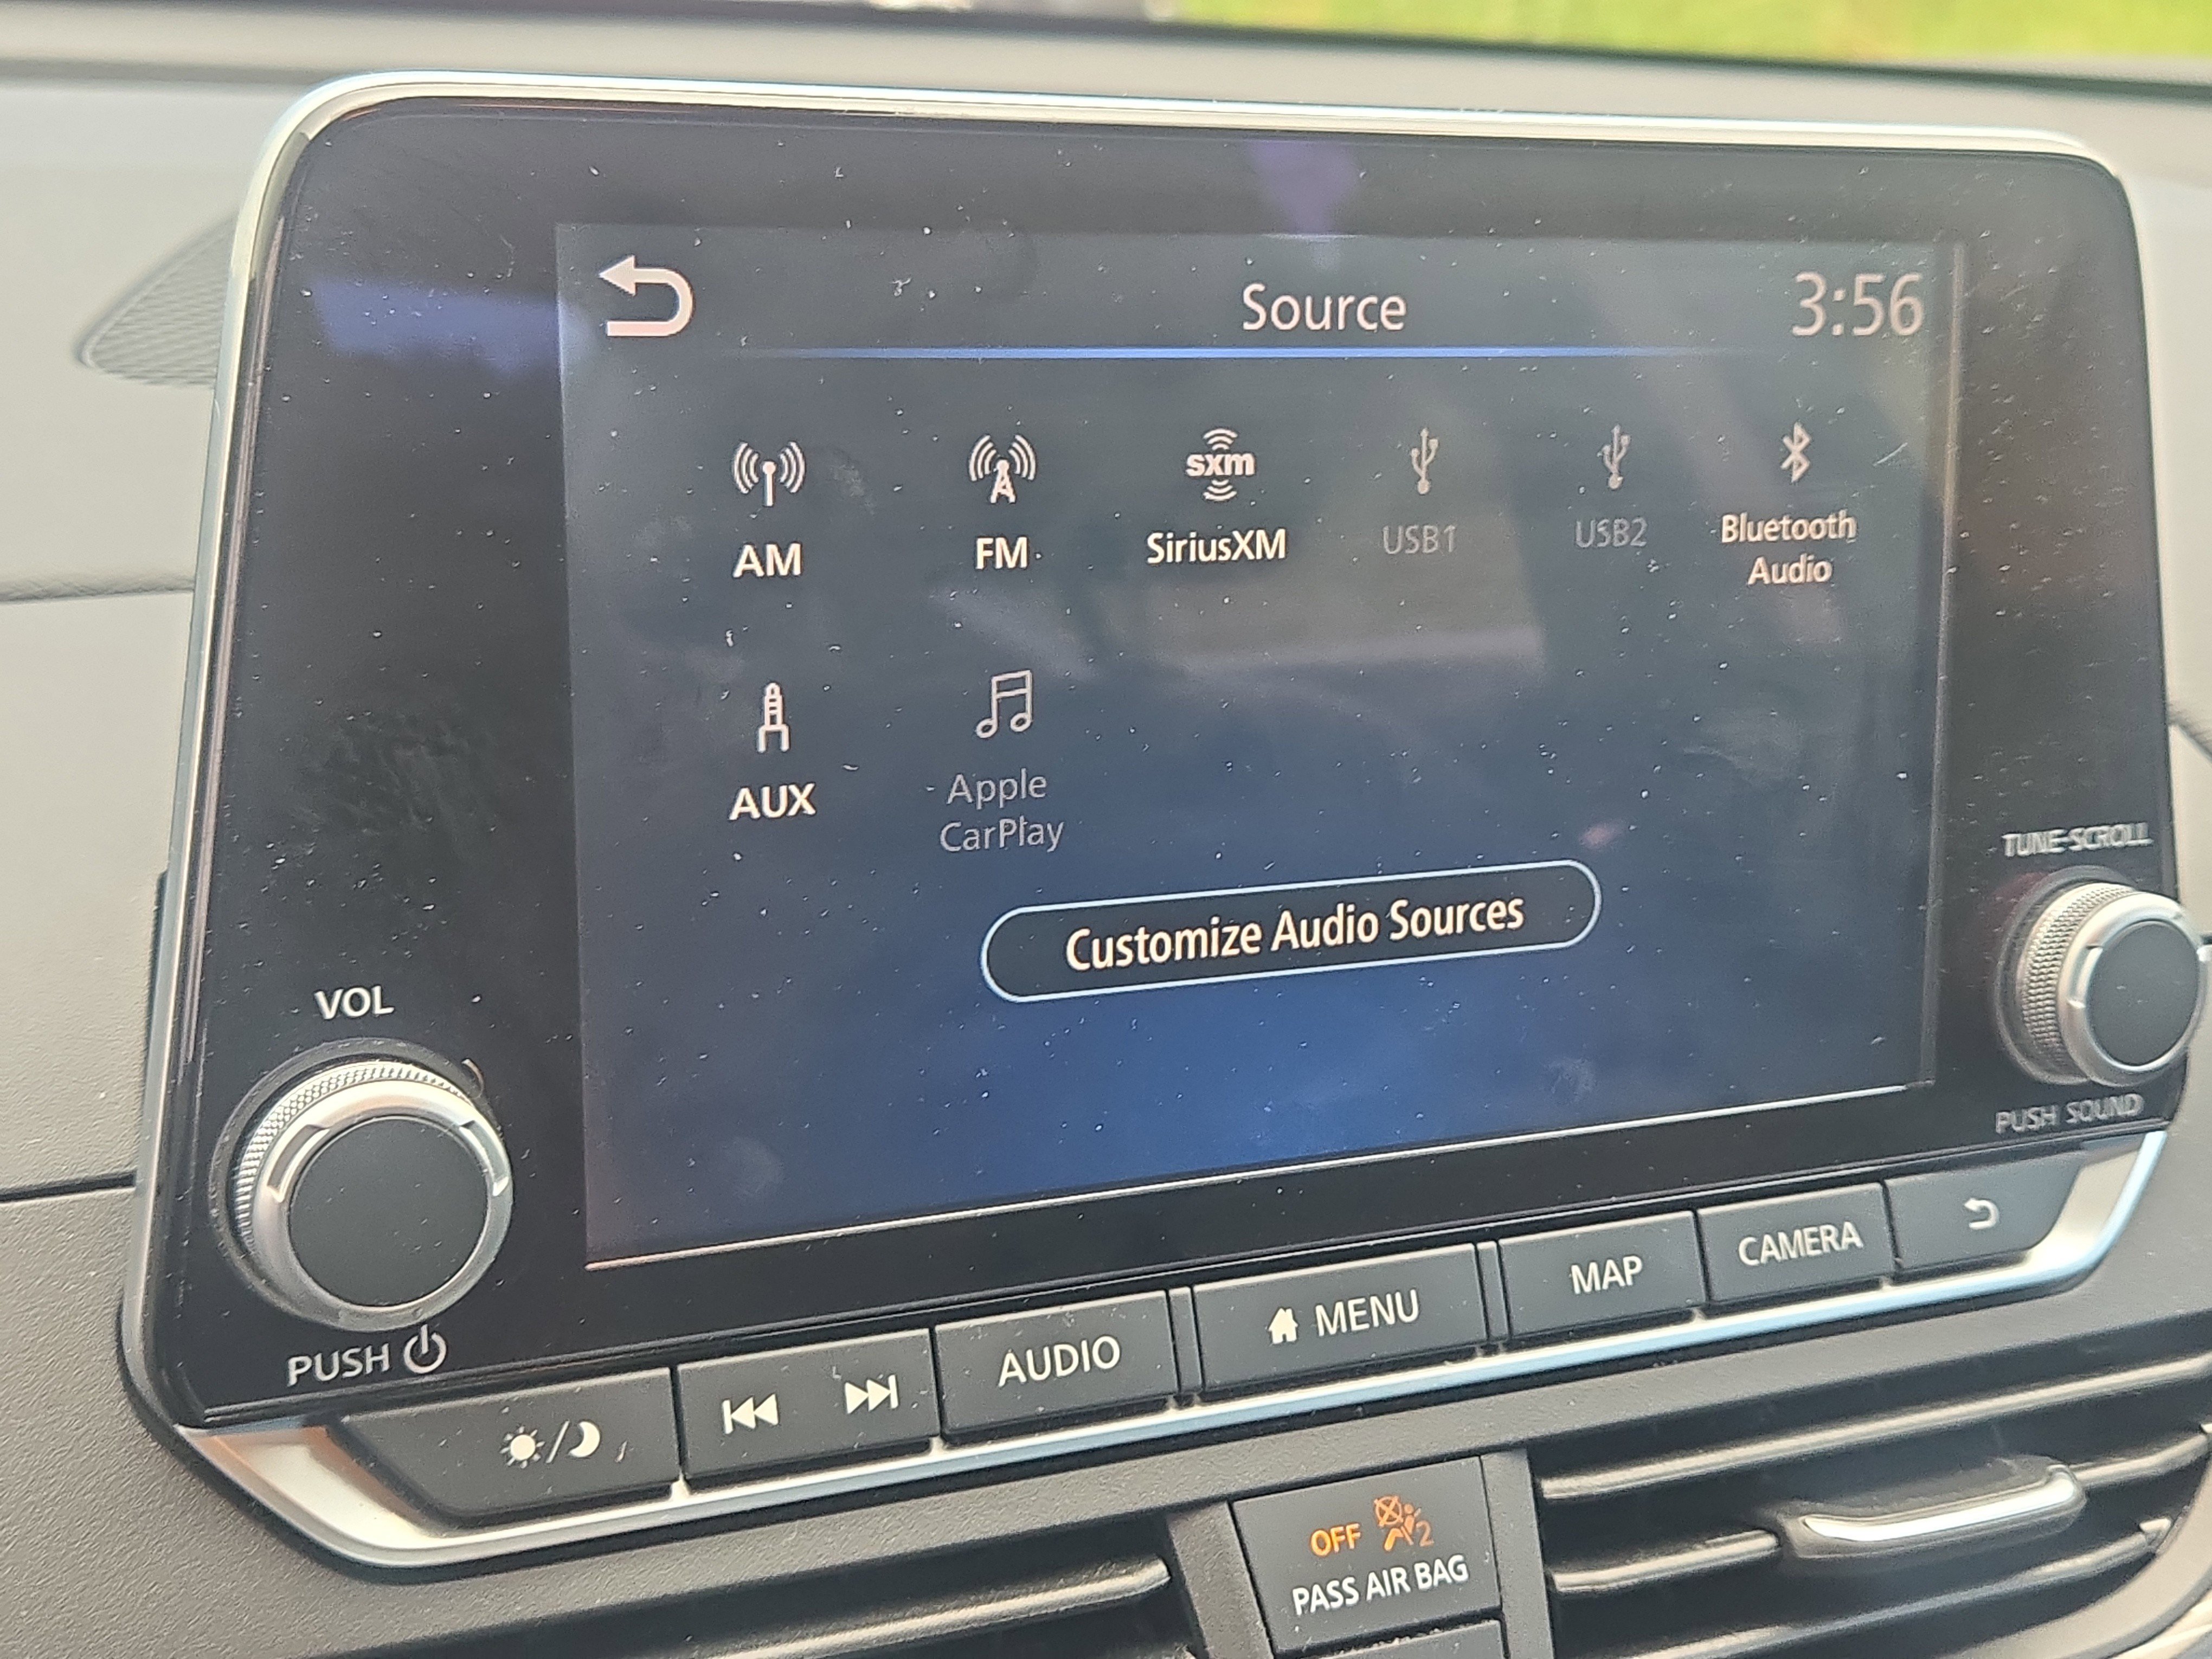 Source
3:56
sxm
AM
FM
SiriusXM
USB1
USB2
Bluetooth
Audio
AUX
Apple
CarPlay
Customize Audio Sources
VOL
PUSH
TUNE·SCROLL
PUSH SOUND
AUDIO
MENU
MAP
CAMERA
OFF
2
PASS AIR BAG